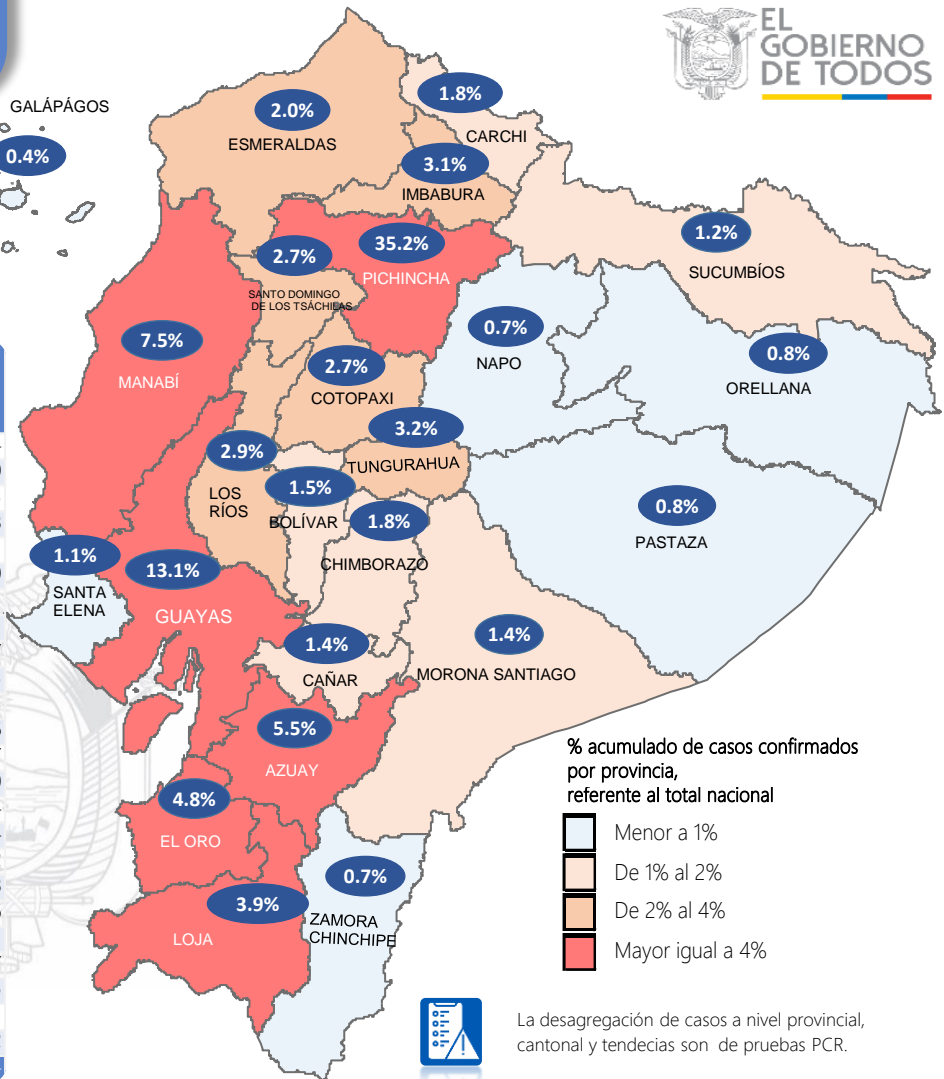 EL
GOBIERNO
DE TODOS
GALÁPÁGOS
0.4%
2.0%
ESMERALDAS
1.8%
CARCHI
3.1%
IMBABURA
1.2%
SUCUMBÍOS
35.2%
PICHINCHA
2.7%
SANTO DOMINGO
DE LOS TSÁCHILAS
7.5%
MANABÍ
0.7%
NAPO
0.8%
ORELLANA
2.7%
COTOPAXI
3.2%
TUNGURAHUA
2.9%
LOS
RÍOS
1.5%
BOLÍVAR
1.8%
CHIMBORAZO
0.8%
PASTAZA
1.1%
SANTA
ELENA
13.1%
GUAYAS
1.4%
CAÑAR
1.4%
MORONA SANTIAGO
5.5%
AZUAY
4.8%
EL ORO
3.9%
LOJA
0.7%
ZAMORA
CHINCHIPE
% acumulado de casos confirmados
por provincia,
referente al total nacional
Menor a 1%
De 1% al 2%
De 2% al 4%
Mayor igual a 4%
La desagregación de casos a nivel provincial,
cantonal y tendecias son de pruebas PCR.